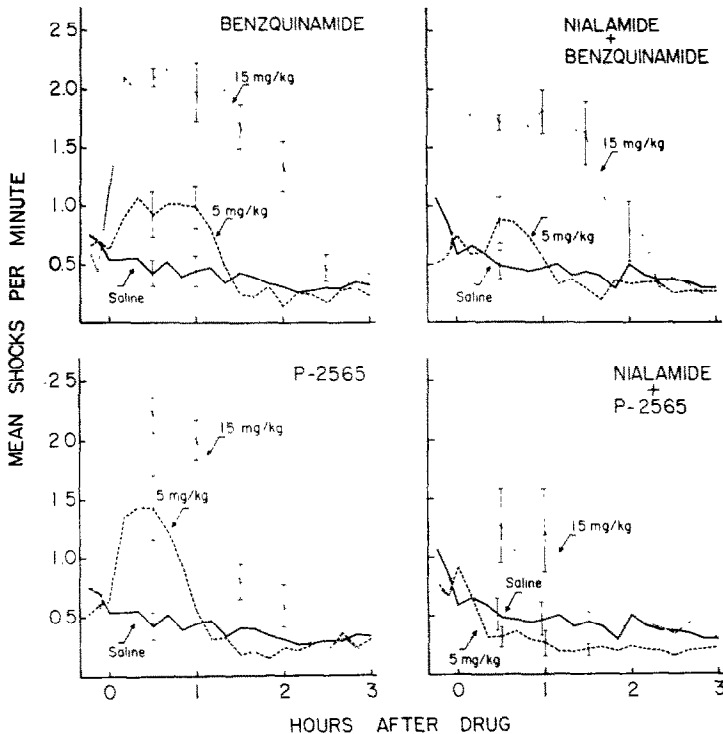 BENZQUINAMIDE
NIALAMIDE
+
BENZQUINAMIDE
2.5
2.0
1.5
1.0
0.5
15 mg/kg
5 mg/kg
Saline
15 mg/kg
5 mg/kg
Saline
MEAN SHOCKS PER MINUTE
P-2565
NIALAMIDE
+
P-2565
2.5
2.0
1.5
1.0
0.5
15 mg/kg
5 mg/kg
Saline
15 mg/kg
Saline
5 mg/kg
0 1 2 3
0 1 2 3
HOURS AFTER DRUG